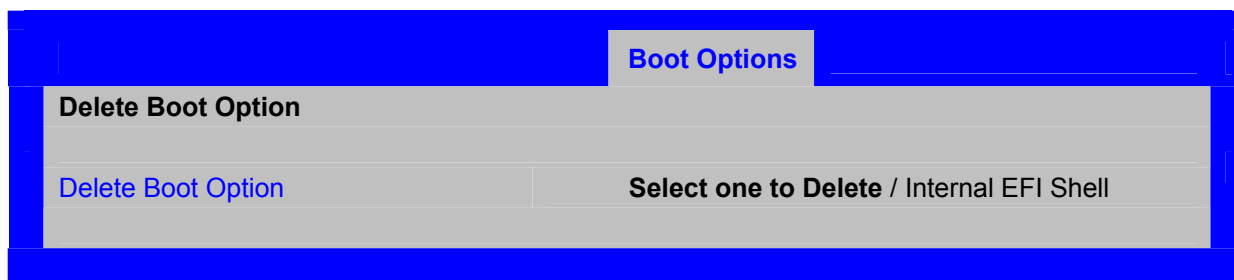 Boot Options
Delete Boot Option
Delete Boot Option Select one to Delete / Internal EFI Shell